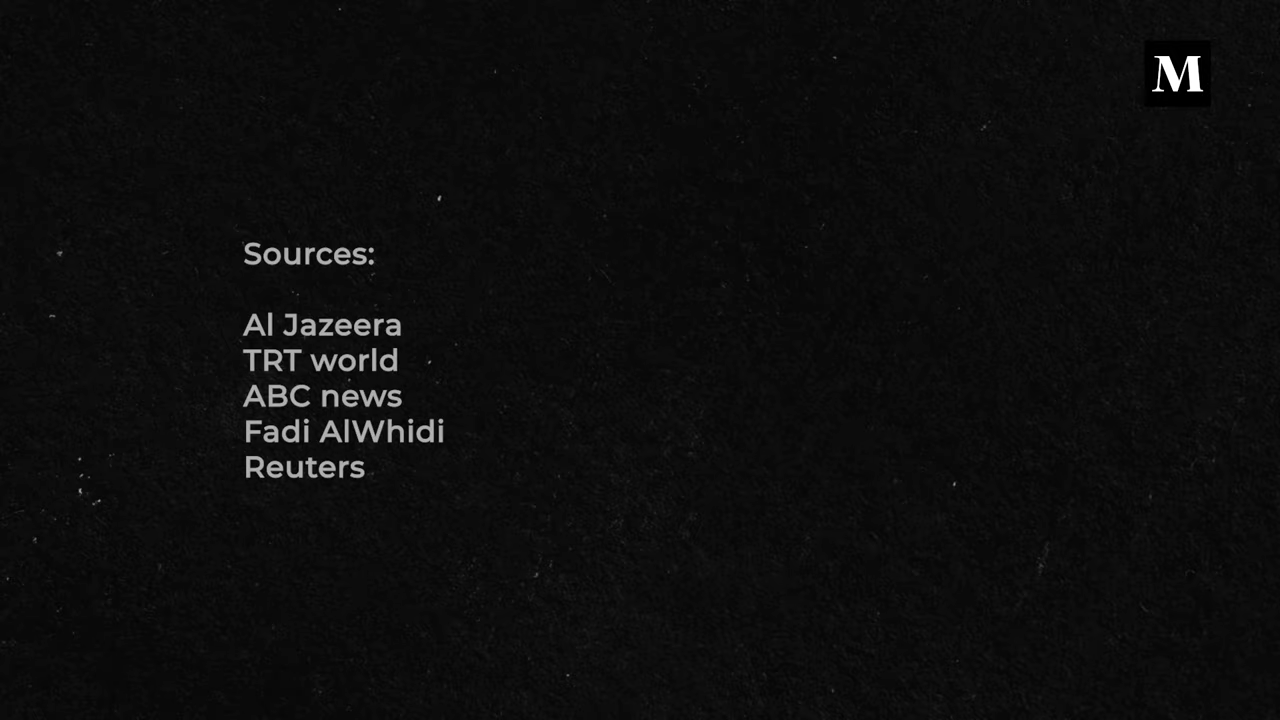 M
Sources:
Al Jazeera
TRT world
ABC news
Fadi AlWhidi
Reuters